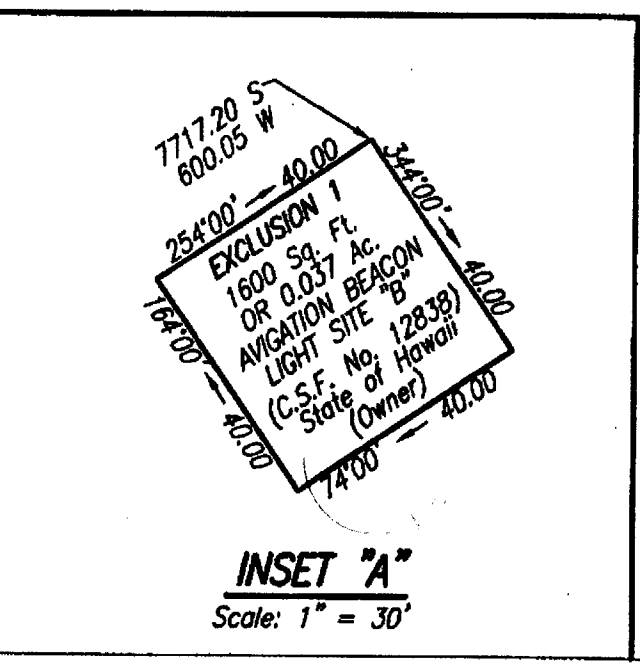 7717.20 S
600.05 W
254°00' 40.00
344°00' 40.00
EXCLUSION 1
1600 Sq. Ft.
OR 0.037 Ac.
AVIGATION BEACON
LIGHT SITE "B"
(C.S.F. No. 12838)
State of Hawaii
(Owner)
164°00' 40.00
74°00' 40.00
INSET "A"
Scale: 1" = 30'